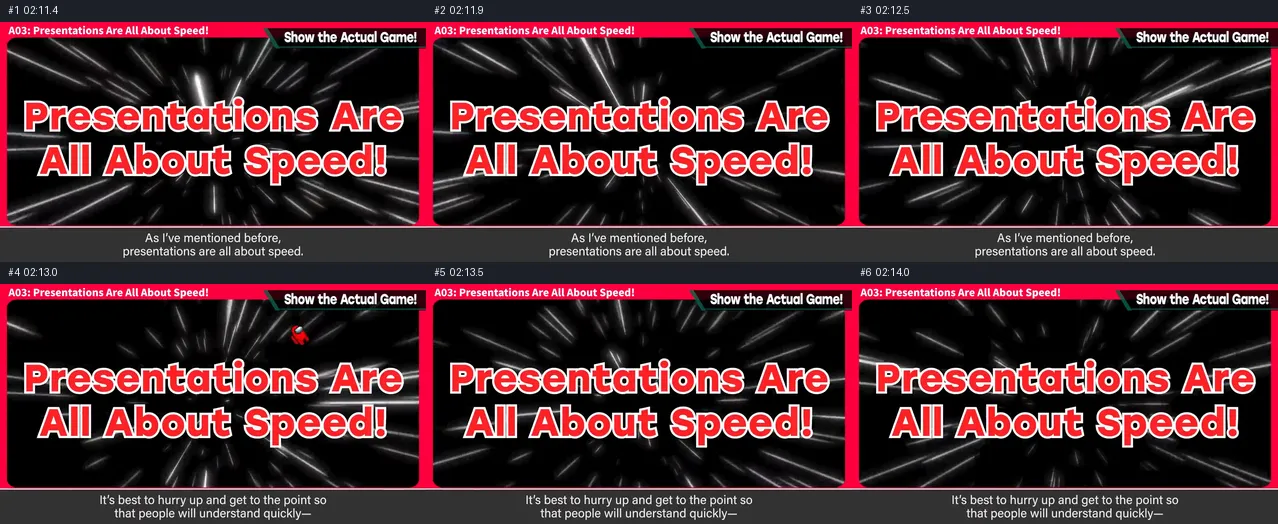 #1 02:11.4
A03: Presentations Are All About Speed!
Show the Actual Game!
Presentations Are
All About Speed!
As I've mentioned before,
presentations are all about speed.
#2 02:11.9
A03: Presentations Are All About Speed!
Show the Actual Game!
Presentations Are
All About Speed!
As I've mentioned before,
presentations are all about speed.
#3 02:12.5
A03: Presentations Are All About Speed!
Show the Actual Game!
Presentations Are
All About Speed!
As I've mentioned before,
presentations are all about speed.
#4 02:13.0
A03: Presentations Are All About Speed!
Show the Actual Game!
Presentations Are
All About Speed!
It's best to hurry up and get to the point so
that people will understand quickly—
#5 02:13.5
A03: Presentations Are All About Speed!
Show the Actual Game!
Presentations Are
All About Speed!
It's best to hurry up and get to the point so
that people will understand quickly—
#6 02:14.0
A03: Presentations Are All About Speed!
Show the Actual Game!
Presentations Are
All About Speed!
It's best to hurry up and get to the point so
that people will understand quickly—